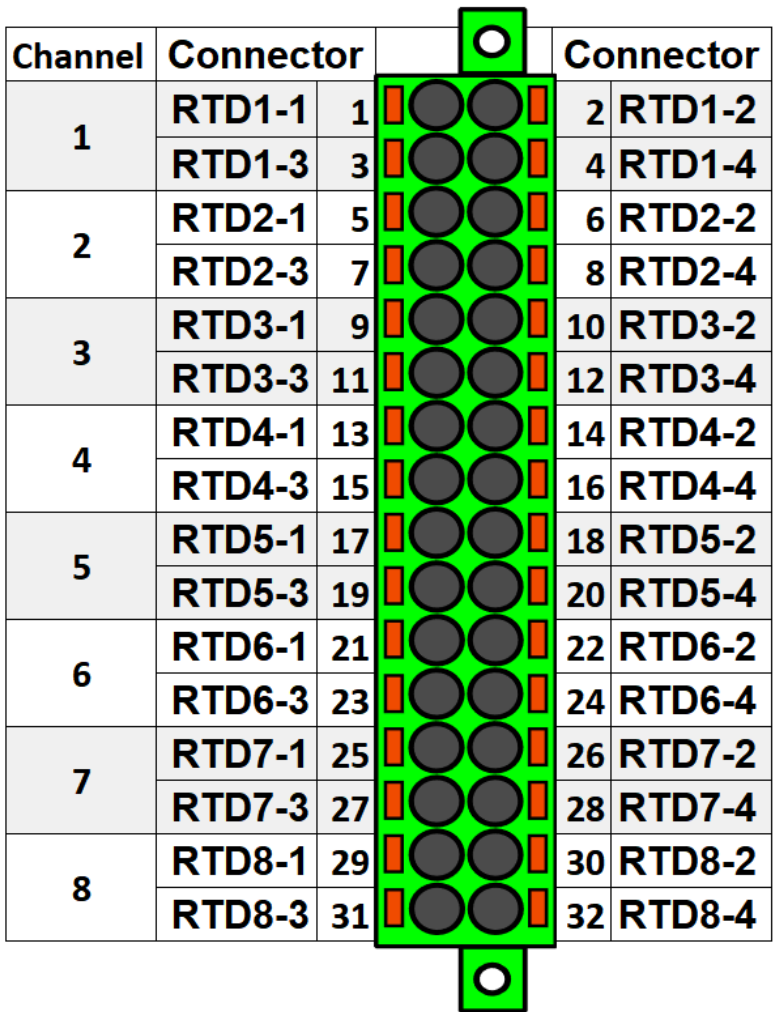 Channel Connector Connector
1 RTD1-1 1 2 RTD1-2
RTD1-3 3 4 RTD1-4
2 RTD2-1 5 6 RTD2-2
RTD2-3 7 8 RTD2-4
3 RTD3-1 9 10 RTD3-2
RTD3-3 11 12 RTD3-4
4 RTD4-1 13 14 RTD4-2
RTD4-3 15 16 RTD4-4
5 RTD5-1 17 18 RTD5-2
RTD5-3 19 20 RTD5-4
6 RTD6-1 21 22 RTD6-2
RTD6-3 23 24 RTD6-4
7 RTD7-1 25 26 RTD7-2
RTD7-3 27 28 RTD7-4
8 RTD8-1 29 30 RTD8-2
RTD8-3 31 32 RTD8-4